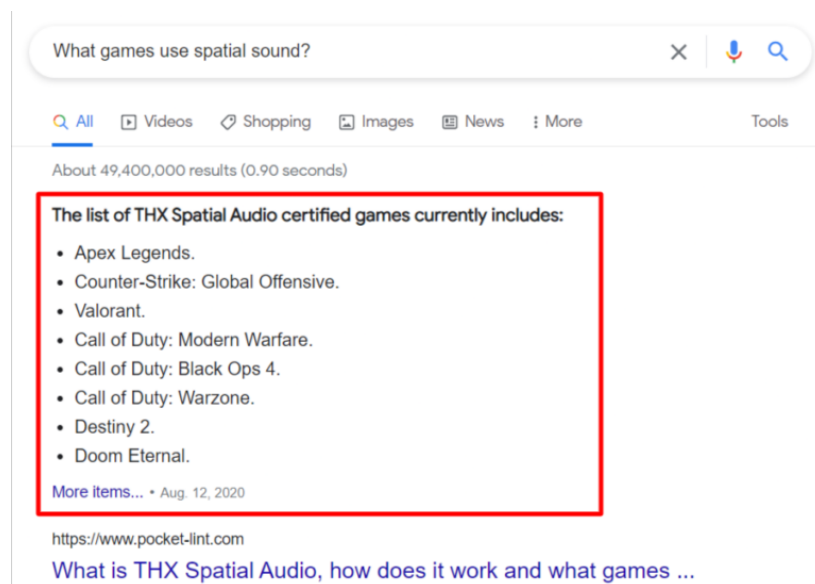 What games use spatial sound?
All Videos Shopping Images News More Tools
About 49,400,000 results (0.90 seconds)
The list of THX Spatial Audio certified games currently includes:
• Apex Legends.
• Counter-Strike: Global Offensive.
• Valorant.
• Call of Duty: Modern Warfare.
• Call of Duty: Black Ops 4.
• Call of Duty: Warzone.
• Destiny 2.
• Doom Eternal.
More items... • Aug. 12, 2020
https://www.pocket-lint.com
What is THX Spatial Audio, how does it work and what games ...